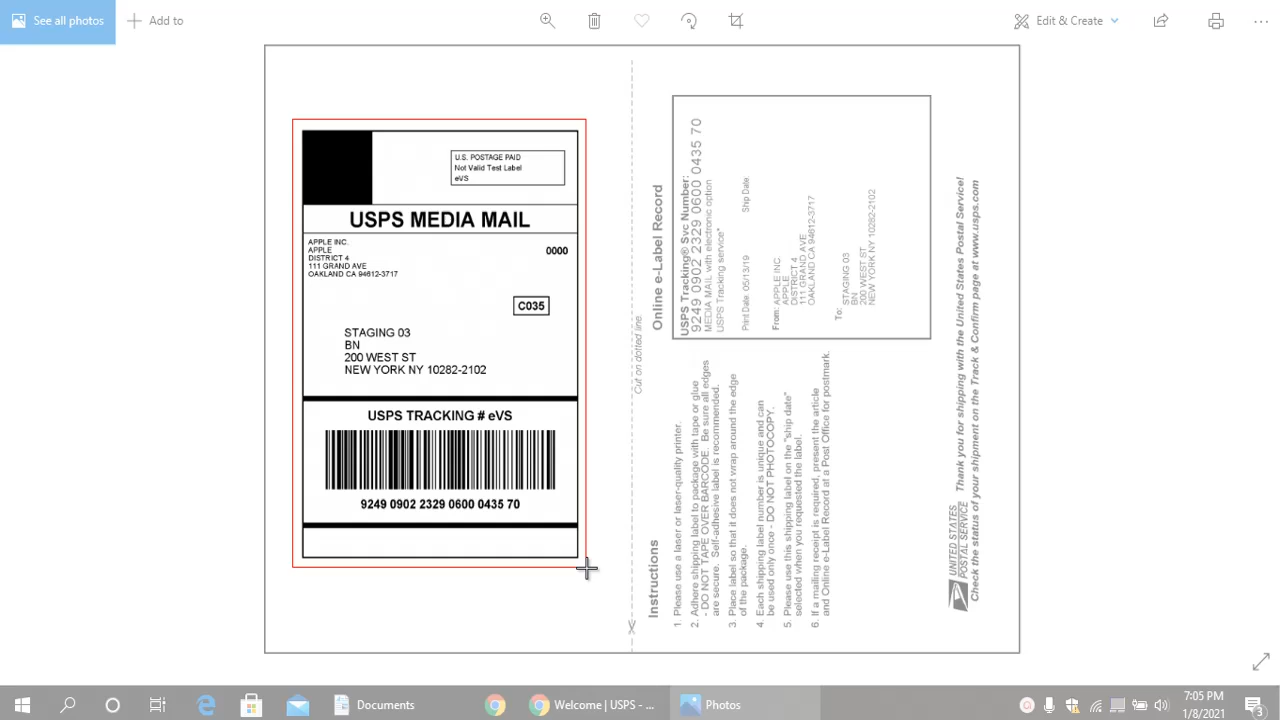 See all photos
Add to
Edit & Create
U.S. POSTAGE PAID
Not Valid Test Label
eVS
USPS MEDIA MAIL
APPLE INC.
APPLE
DISTRICT 4
111 GRAND AVE
OAKLAND CA 94612-3717
0000
C035
STAGING 03
BN
200 WEST ST
NEW YORK NY 10282-2102
USPS TRACKING # eVS
9249 0902 2329 0600 0435 70
Cut on dotted line.
Online e-Label Record
USPS Tracking® Svc Number:
9249 0902 2329 0600 0435 70
MEDIA MAIL with electronic option
USPS Tracking service*
Print Date: 05/13/19
Ship Date:
From: APPLE INC.
APPLE
DISTRICT 4
111 GRAND AVE
OAKLAND CA 94612-3717
To:
STAGING 03
BN
200 WEST ST
NEW YORK NY 10282-2102
Instructions
1. Please use a laser or laser-quality printer.
2. Adhere shipping label to package with tape or glue
- DO NOT TAPE OVER BARCODE. Be sure all edges
are secure. Self-adhesive label is recommended.
3. Place label so that it does not wrap around the edge
of the package.
4. Each shipping label number is unique and can
be used only once - DO NOT PHOTOCOPY.
5. Please use this shipping label on the "ship date"
selected when you requested the label.
6. If a mailing receipt is required, present the article
and Online e-Label Record at a Post Office for postmark.
UNITED STATES
POSTAL SERVICE
Thank you for shipping with the United States Postal Service!
Check the status of your shipment on the Track & Confirm page at www.usps.com
Documents
Welcome | USPS - ...
Photos
7:05 PM
1/8/2021
3